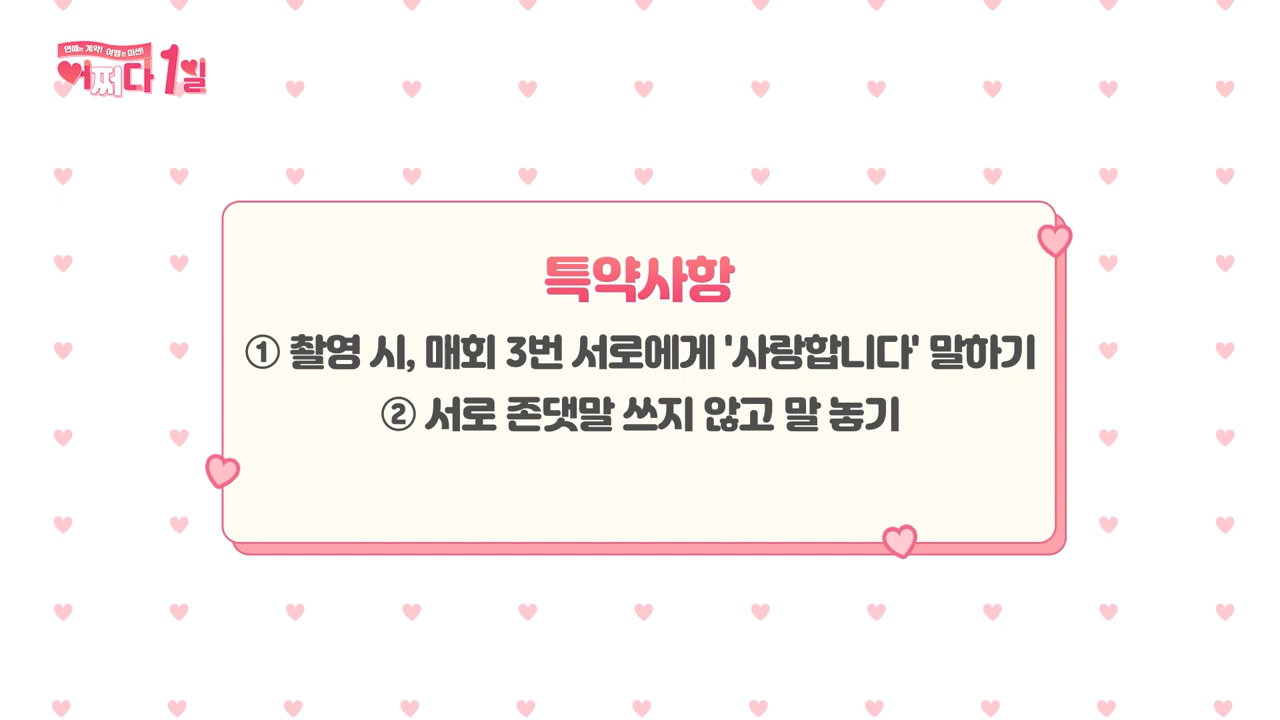 연애는 계약! 여행은 미션!
어쩌다 1일
특약사항
① 촬영 시, 매회 3번 서로에게 '사랑합니다' 말하기
② 서로 존댓말 쓰지 않고 말 놓기